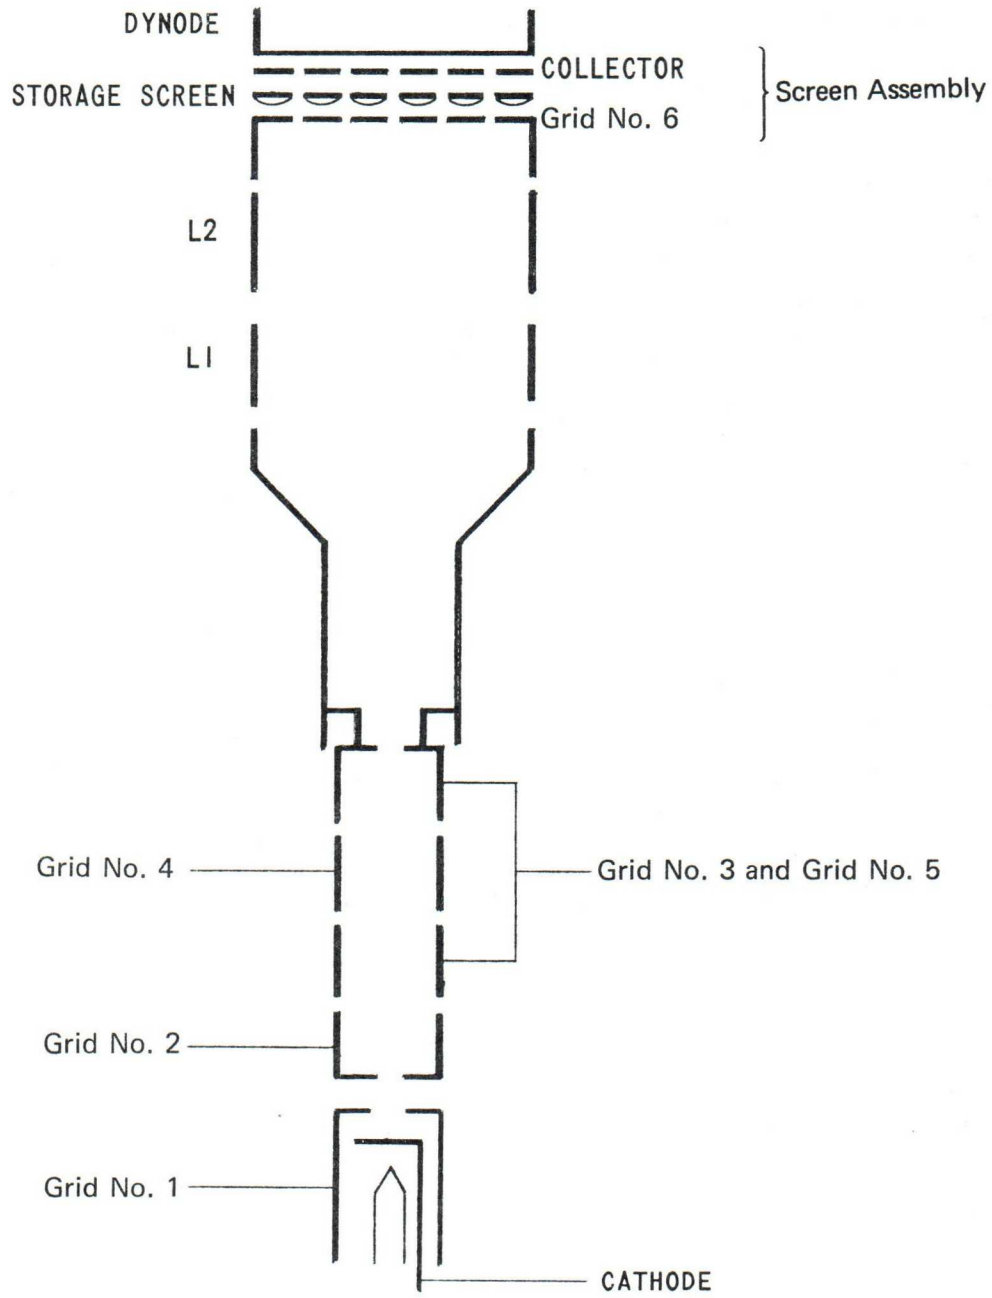 DYNODE
COLLECTOR
STORAGE SCREEN
Screen Assembly
Grid No. 6
L2
L1
Grid No. 4
Grid No. 3 and Grid No. 5
Grid No. 2
Grid No. 1
CATHODE